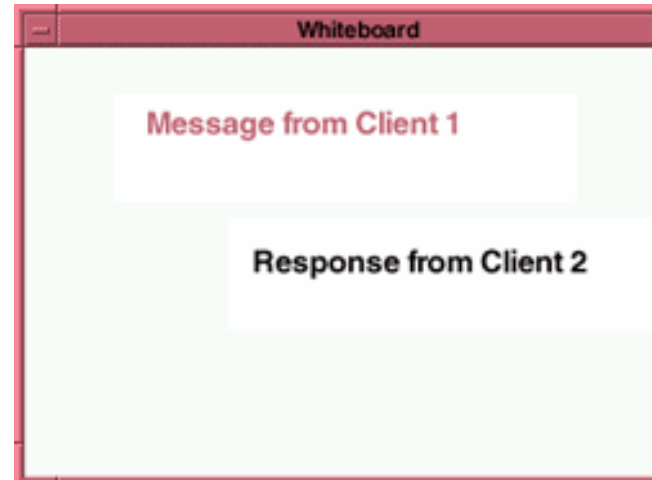 Whiteboard
Message from Client 1
Response from Client 2